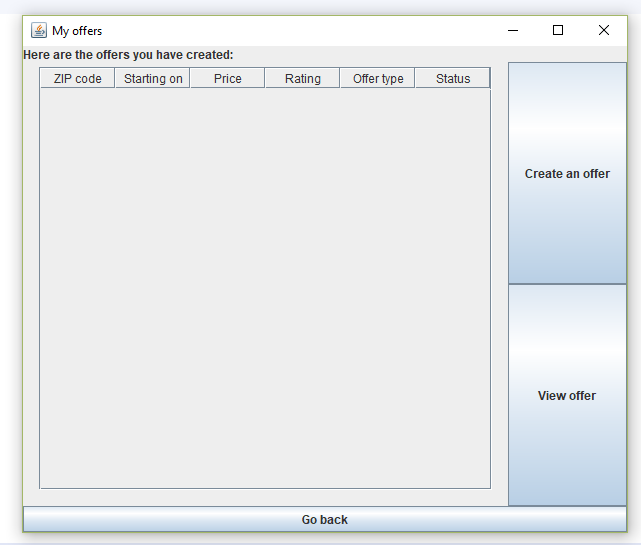 My offers
Here are the offers you have created:
ZIP code Starting on Price Rating Offer type Status
Create an offer
View offer
Go back